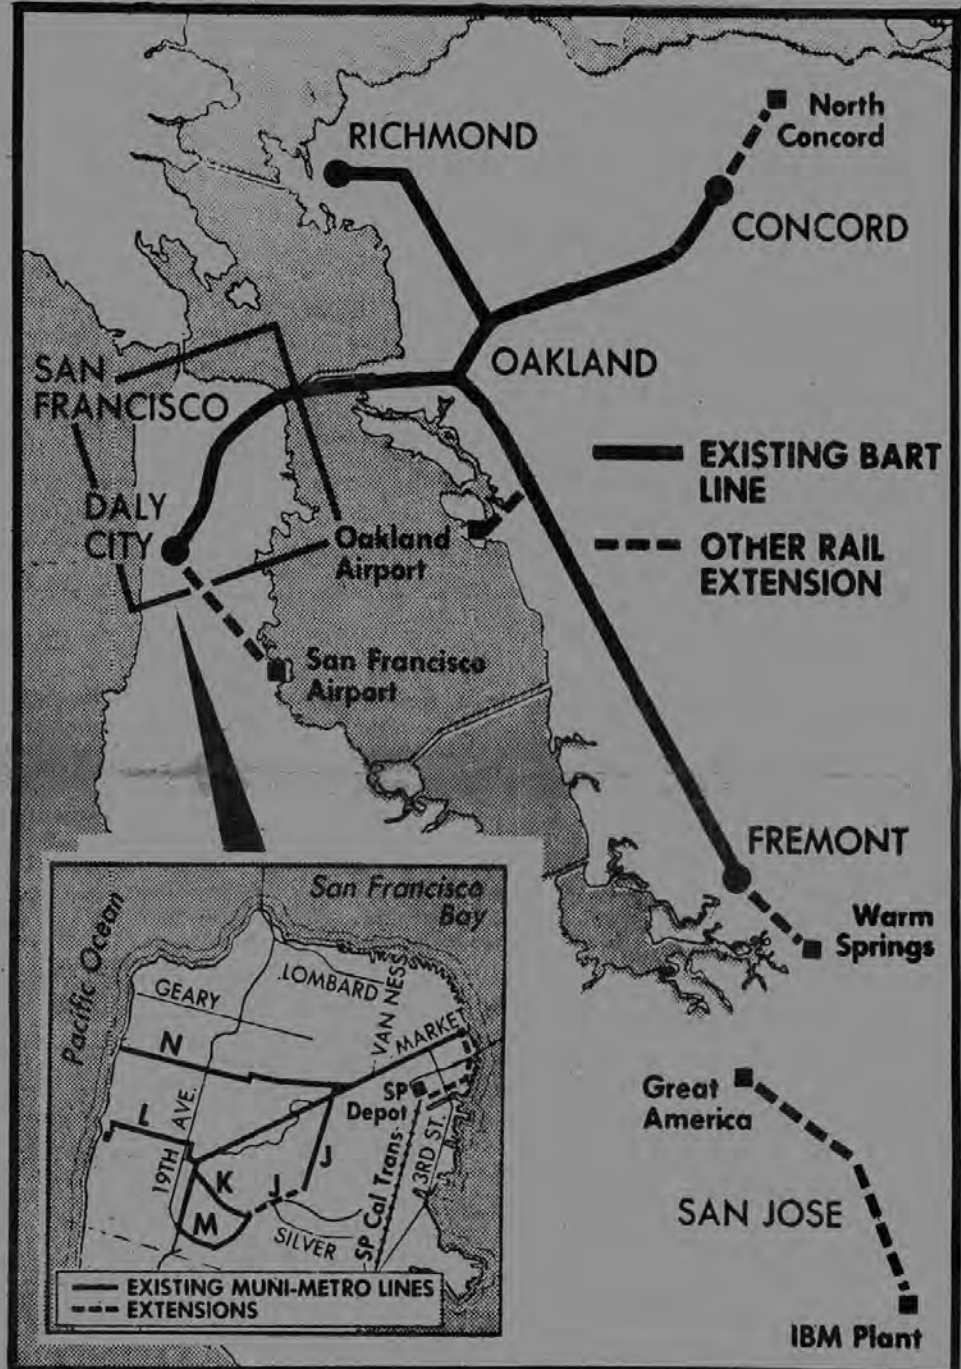 RICHMOND
North
Concord
CONCORD
SAN
FRANCISCO
OAKLAND
EXISTING BART
LINE
DALY
CITY
Oakland
Airport
OTHER RAIL
EXTENSION
San Francisco
Airport
FREMONT
Warm
Springs
Great
America
SAN JOSE
IBM Plant
San Francisco
Bay
Pacific Ocean
LOMBARD
VAN NESS
GEARY
MARKET
N
SP
Depot
L
19TH AVE.
K
J
J
3RD ST.
M
SILVER
SP Cal Trans
EXISTING MUNI-METRO LINES
EXTENSIONS